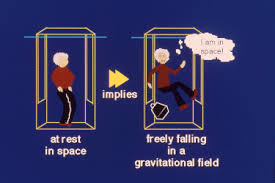 I am in
space!
implies
at rest
in space
freely falling
in a
gravitational field